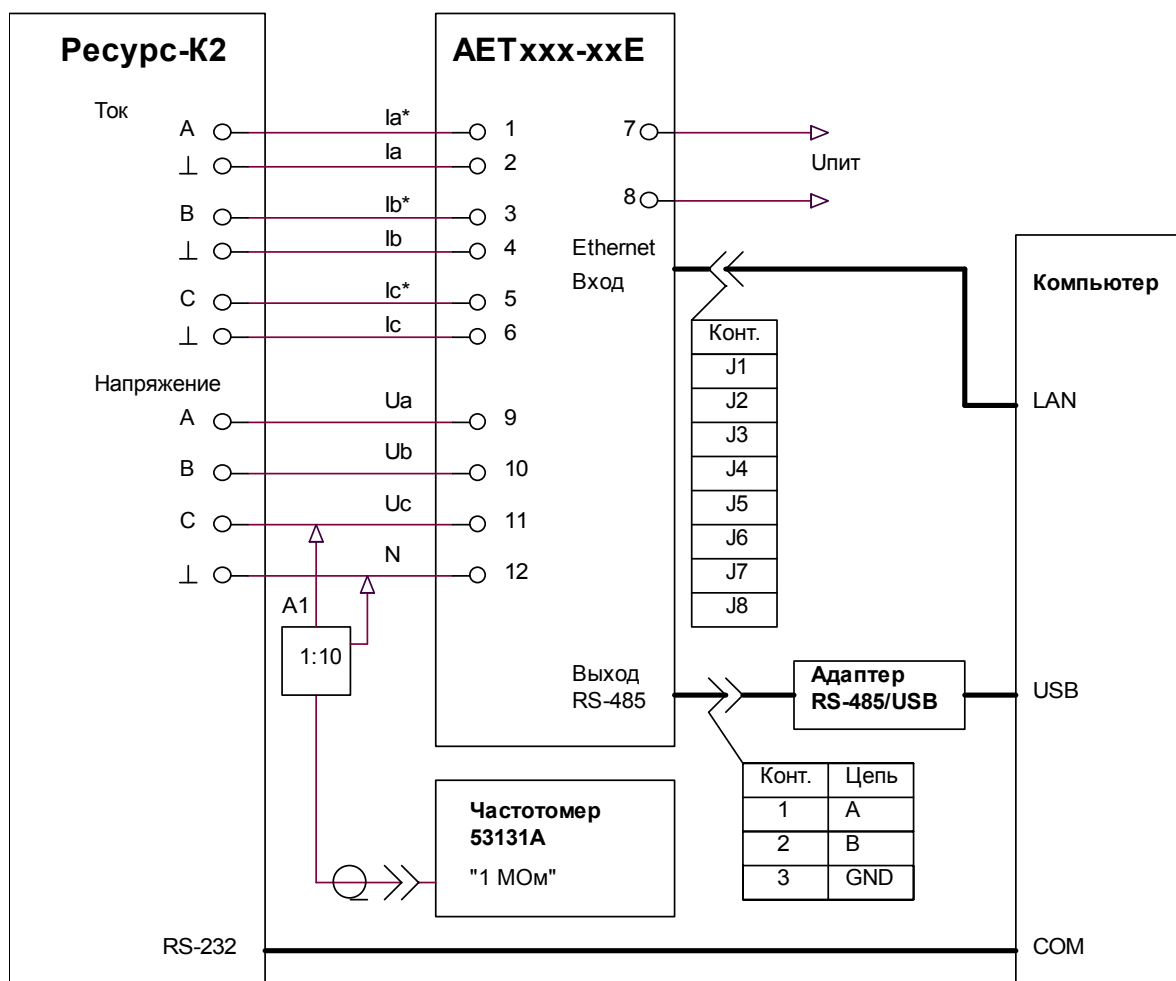 Ресурс-К2
АЕТххх-ххЕ
Ток
A Ia* 1
⊥ Ia 2
B Ib* 3
⊥ Ib 4
C Ic* 5
⊥ Ic 6
7
Uпит
8
Ethernet
Вход
Компьютер
LAN
Конт.
J1
J2
J3
J4
J5
J6
J7
J8
Напряжение
A Ua 9
B Ub 10
C Uc 11
⊥ N 12
A1
1:10
Выход
RS-485
Адаптер
RS-485/USB
USB
Конт. Цепь
1 A
2 B
3 GND
Частотомер
53131А
"1 МОм"
RS-232
COM